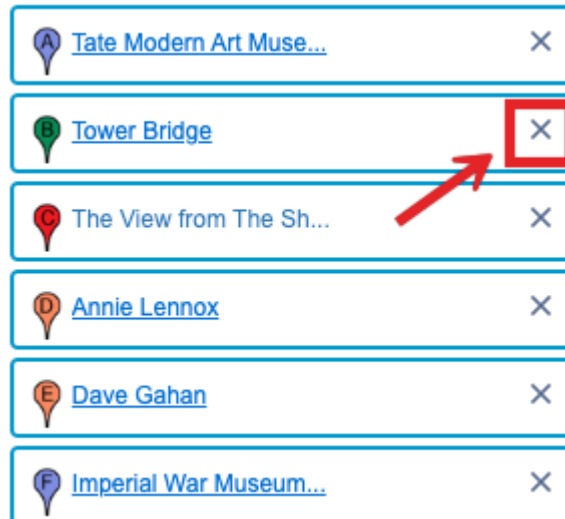 A Tate Modern Art Muse...
B Tower Bridge
C The View from The Sh...
D Annie Lennox
E Dave Gahan
F Imperial War Museum...